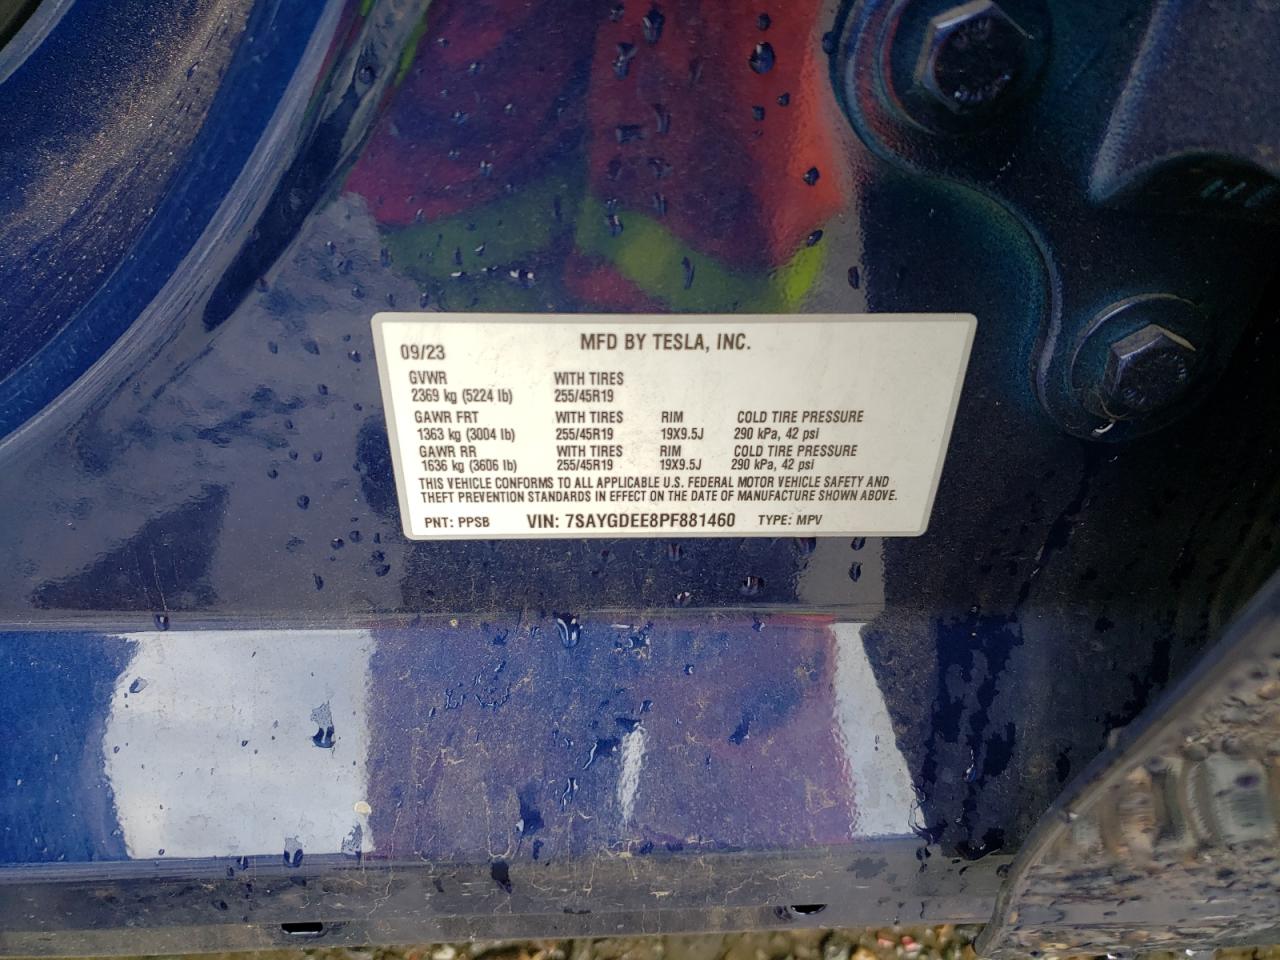 MFD BY TESLA, INC.
09/23
GVWR WITH TIRES
2369 kg (5224 lb) 255/45R19
GAWR FRT WITH TIRES RIM COLD TIRE PRESSURE
1363 kg (3004 lb) 255/45R19 19X9.5J 290 kPa, 42 psi
GAWR RR WITH TIRES RIM COLD TIRE PRESSURE
1636 kg (3606 lb) 255/45R19 19X9.5J 290 kPa, 42 psi
THIS VEHICLE CONFORMS TO ALL APPLICABLE U.S. FEDERAL MOTOR VEHICLE SAFETY AND
THEFT PREVENTION STANDARDS IN EFFECT ON THE DATE OF MANUFACTURE SHOWN ABOVE.
PNT: PPSB VIN: 7SAYGDEE8PF881460 TYPE: MPV